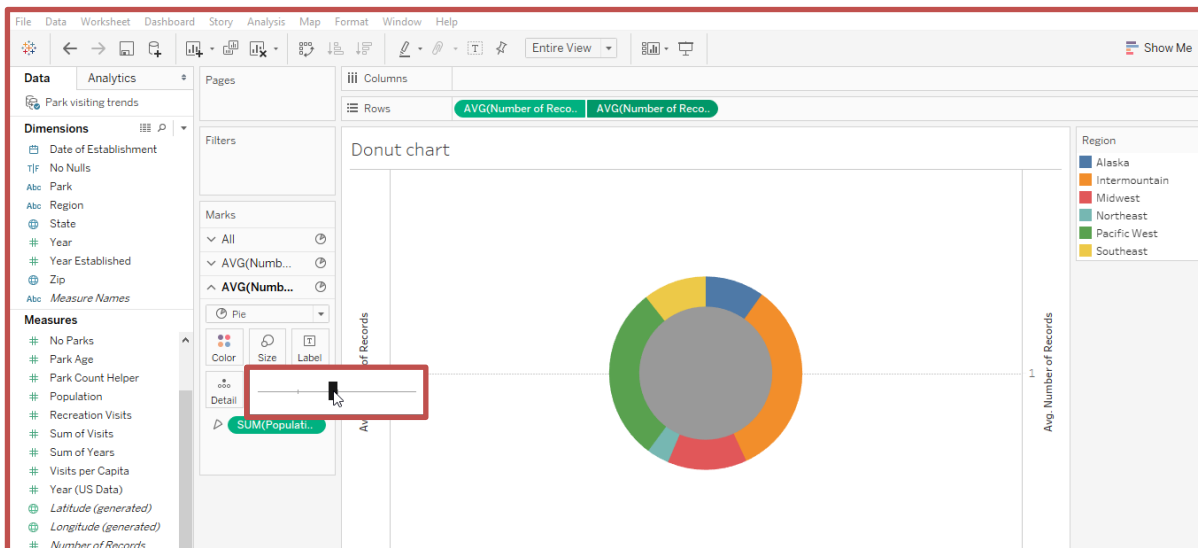 File Data Worksheet Dashboard Story Analysis Map Format Window Help
Entire View
Show Me
Data Analytics
Park visiting trends
Dimensions
Date of Establishment
T|F No Nulls
Abc Park
Abc Region
State
# Year
# Year Established
Zip
Abc Measure Names
Measures
# No Parks
# Park Age
# Park Count Helper
# Population
# Recreation Visits
# Sum of Visits
# Sum of Years
# Visits per Capita
# Year (US Data)
Latitude (generated)
Longitude (generated)
# Number of Records
Pages
Filters
Marks
All
AVG(Numb...
AVG(Numb...
Pie
Color Size Label
Detail
SUM(Populati..
Columns
Rows AVG(Number of Reco.. AVG(Number of Reco..
Donut chart
of Records
Av
1
Avg. Number of Records
Region
Alaska
Intermountain
Midwest
Northeast
Pacific West
Southeast